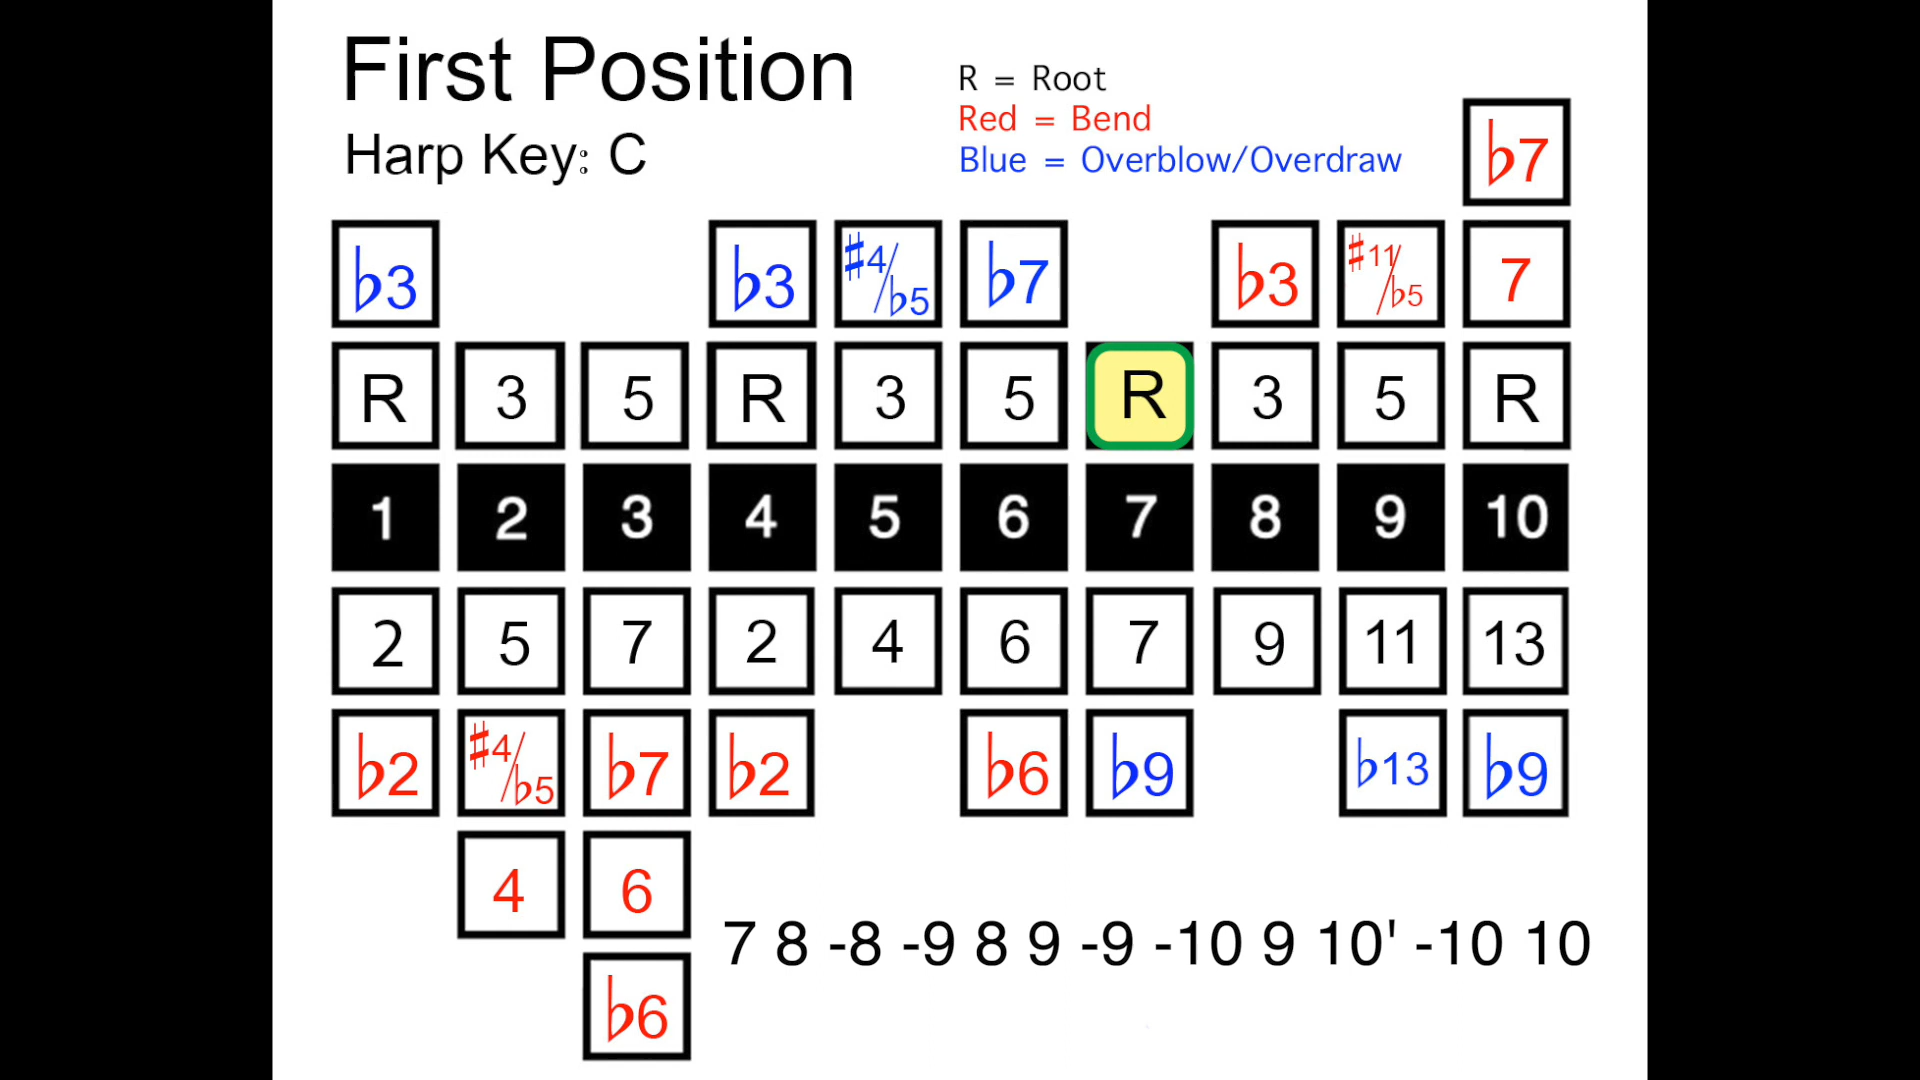 First Position
Harp Key: C
R = Root
Red = Bend
Blue = Overblow/Overdraw
♭7
♭3 ♭3 ♯4/♭5 ♭7 ♭3 ♯11/♭5 7
R 3 5 R 3 5 R 3 5 R
1 2 3 4 5 6 7 8 9 10
2 5 7 2 4 6 7 9 11 13
♭2 ♯4/♭5 ♭7 ♭2 ♭6 ♭9 ♭13 ♭9
4 6
7 8 -8 -9 8 9 -9 -10 9 10' -10 10
♭6